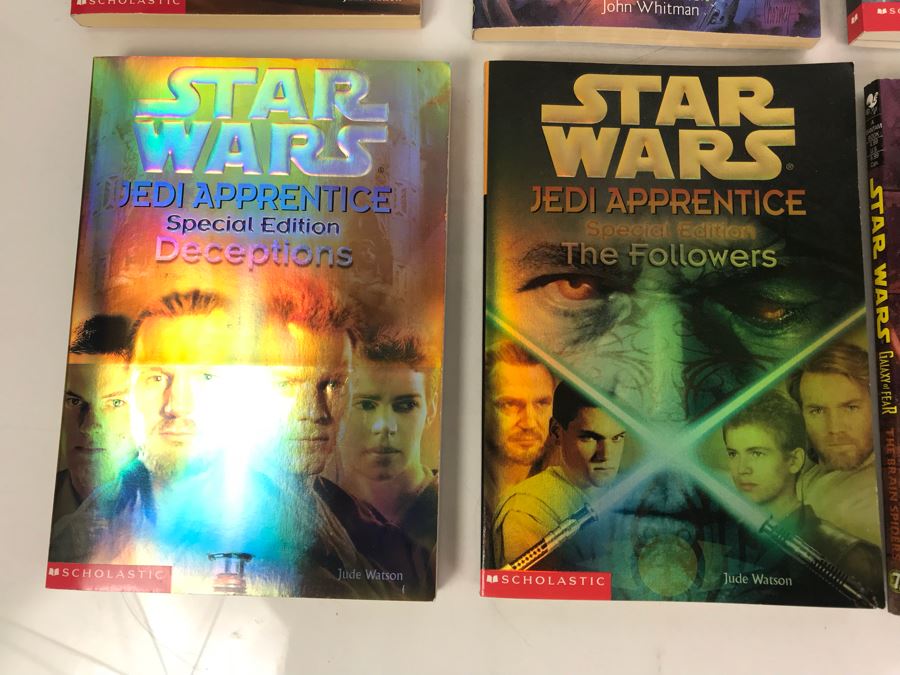 SCHOLASTIC
John Whitman
STAR
WARS®
JEDI APPRENTICE
Special Edition
Deceptions
SCHOLASTIC
Jude Watson
STAR
WARS®
JEDI APPRENTICE
Special Edition
The Followers
SCHOLASTIC
Jude Watson
STAR WARS
GALAXY of FEAR
THE BRAIN SPIDERS
7